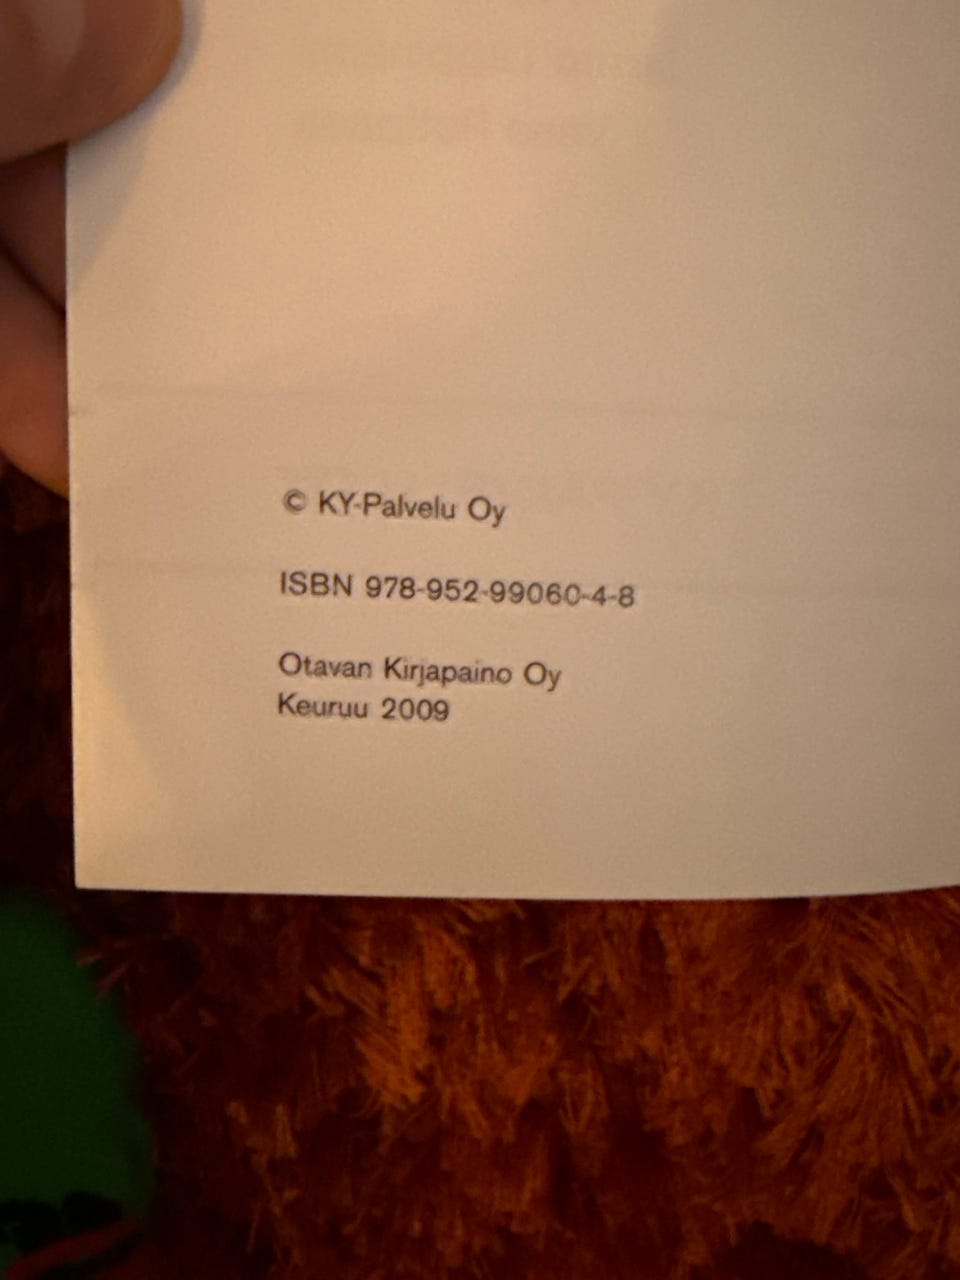 © KY-Palvelu Oy
ISBN 978-952-99060-4-8
Otavan Kirjapaino Oy
Keuruu 2009